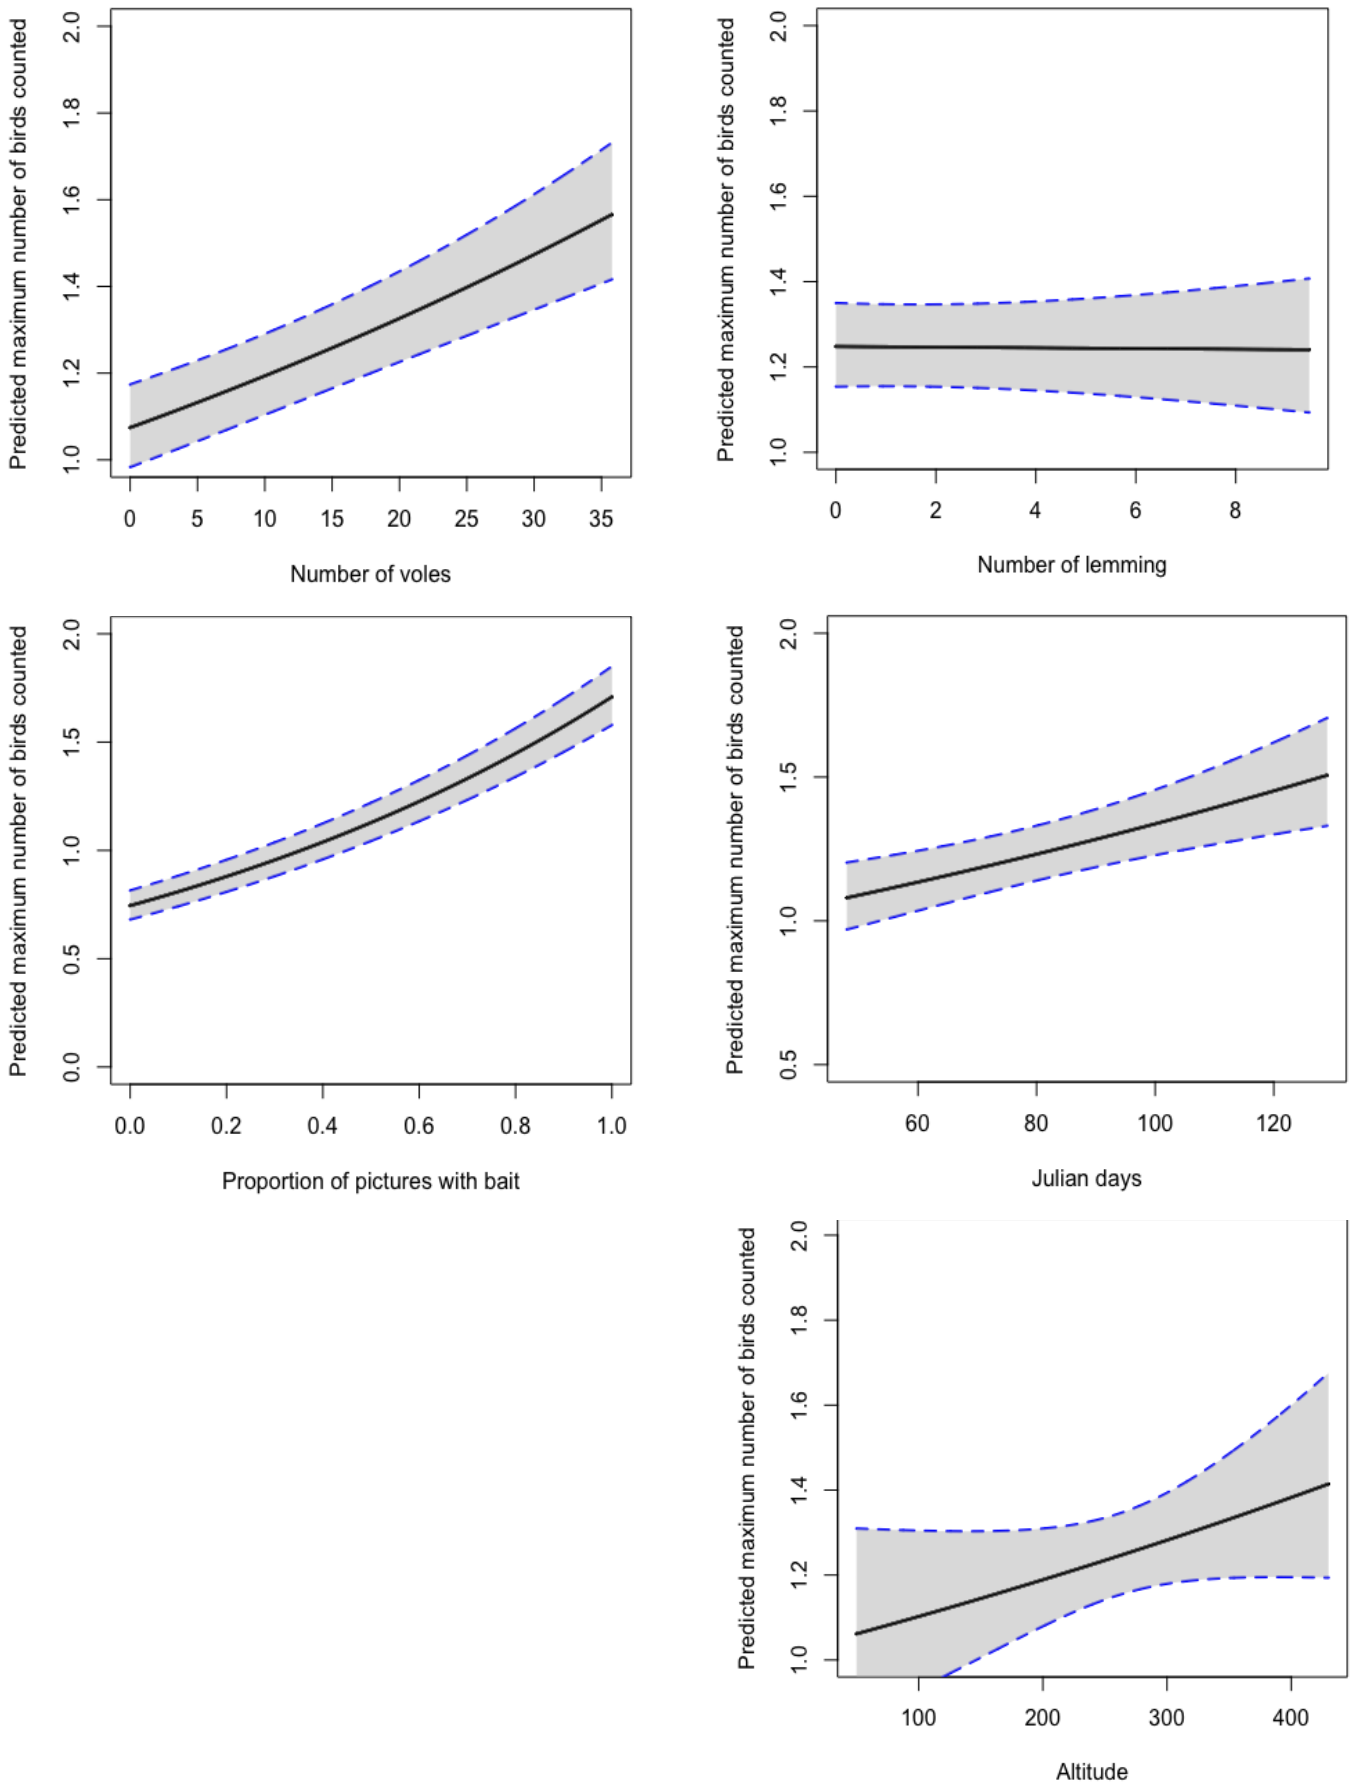 Predicted maximum number of birds counted
2.0
1.8
1.6
1.4
1.2
1.0
0 5 10 15 20 25 30 35
Number of voles
Predicted maximum number of birds counted
2.0
1.8
1.6
1.4
1.2
1.0
0 2 4 6 8
Number of lemming
Predicted maximum number of birds counted
2.0
1.5
1.0
0.5
0.0
0.0 0.2 0.4 0.6 0.8 1.0
Proportion of pictures with bait
Predicted maximum number of birds counted
2.0
1.5
1.0
0.5
60 80 100 120
Julian days
Predicted maximum number of birds counted
2.0
1.8
1.6
1.4
1.2
1.0
100 200 300 400
Altitude